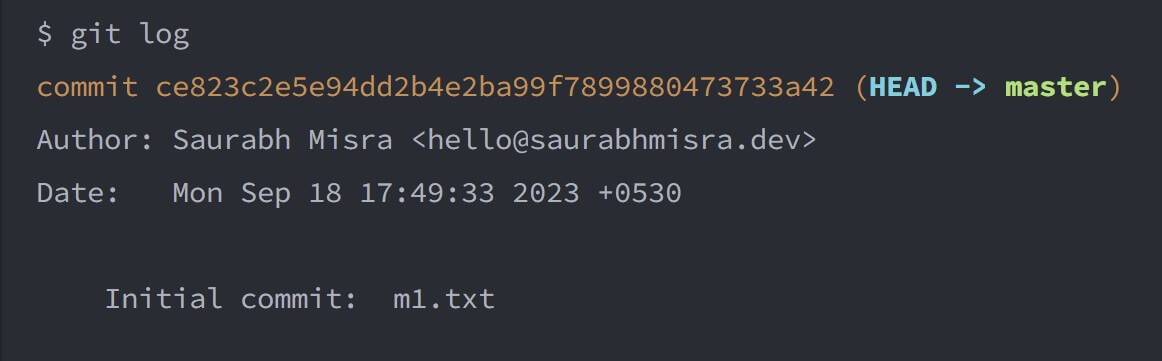 $ git log
commit ce823c2e5e94dd2b4e2ba99f7899880473733a42 (HEAD -> master)
Author: Saurabh Misra <hello@saurabhmisra.dev>
Date:   Mon Sep 18 17:49:33 2023 +0530
    Initial commit:  m1.txt